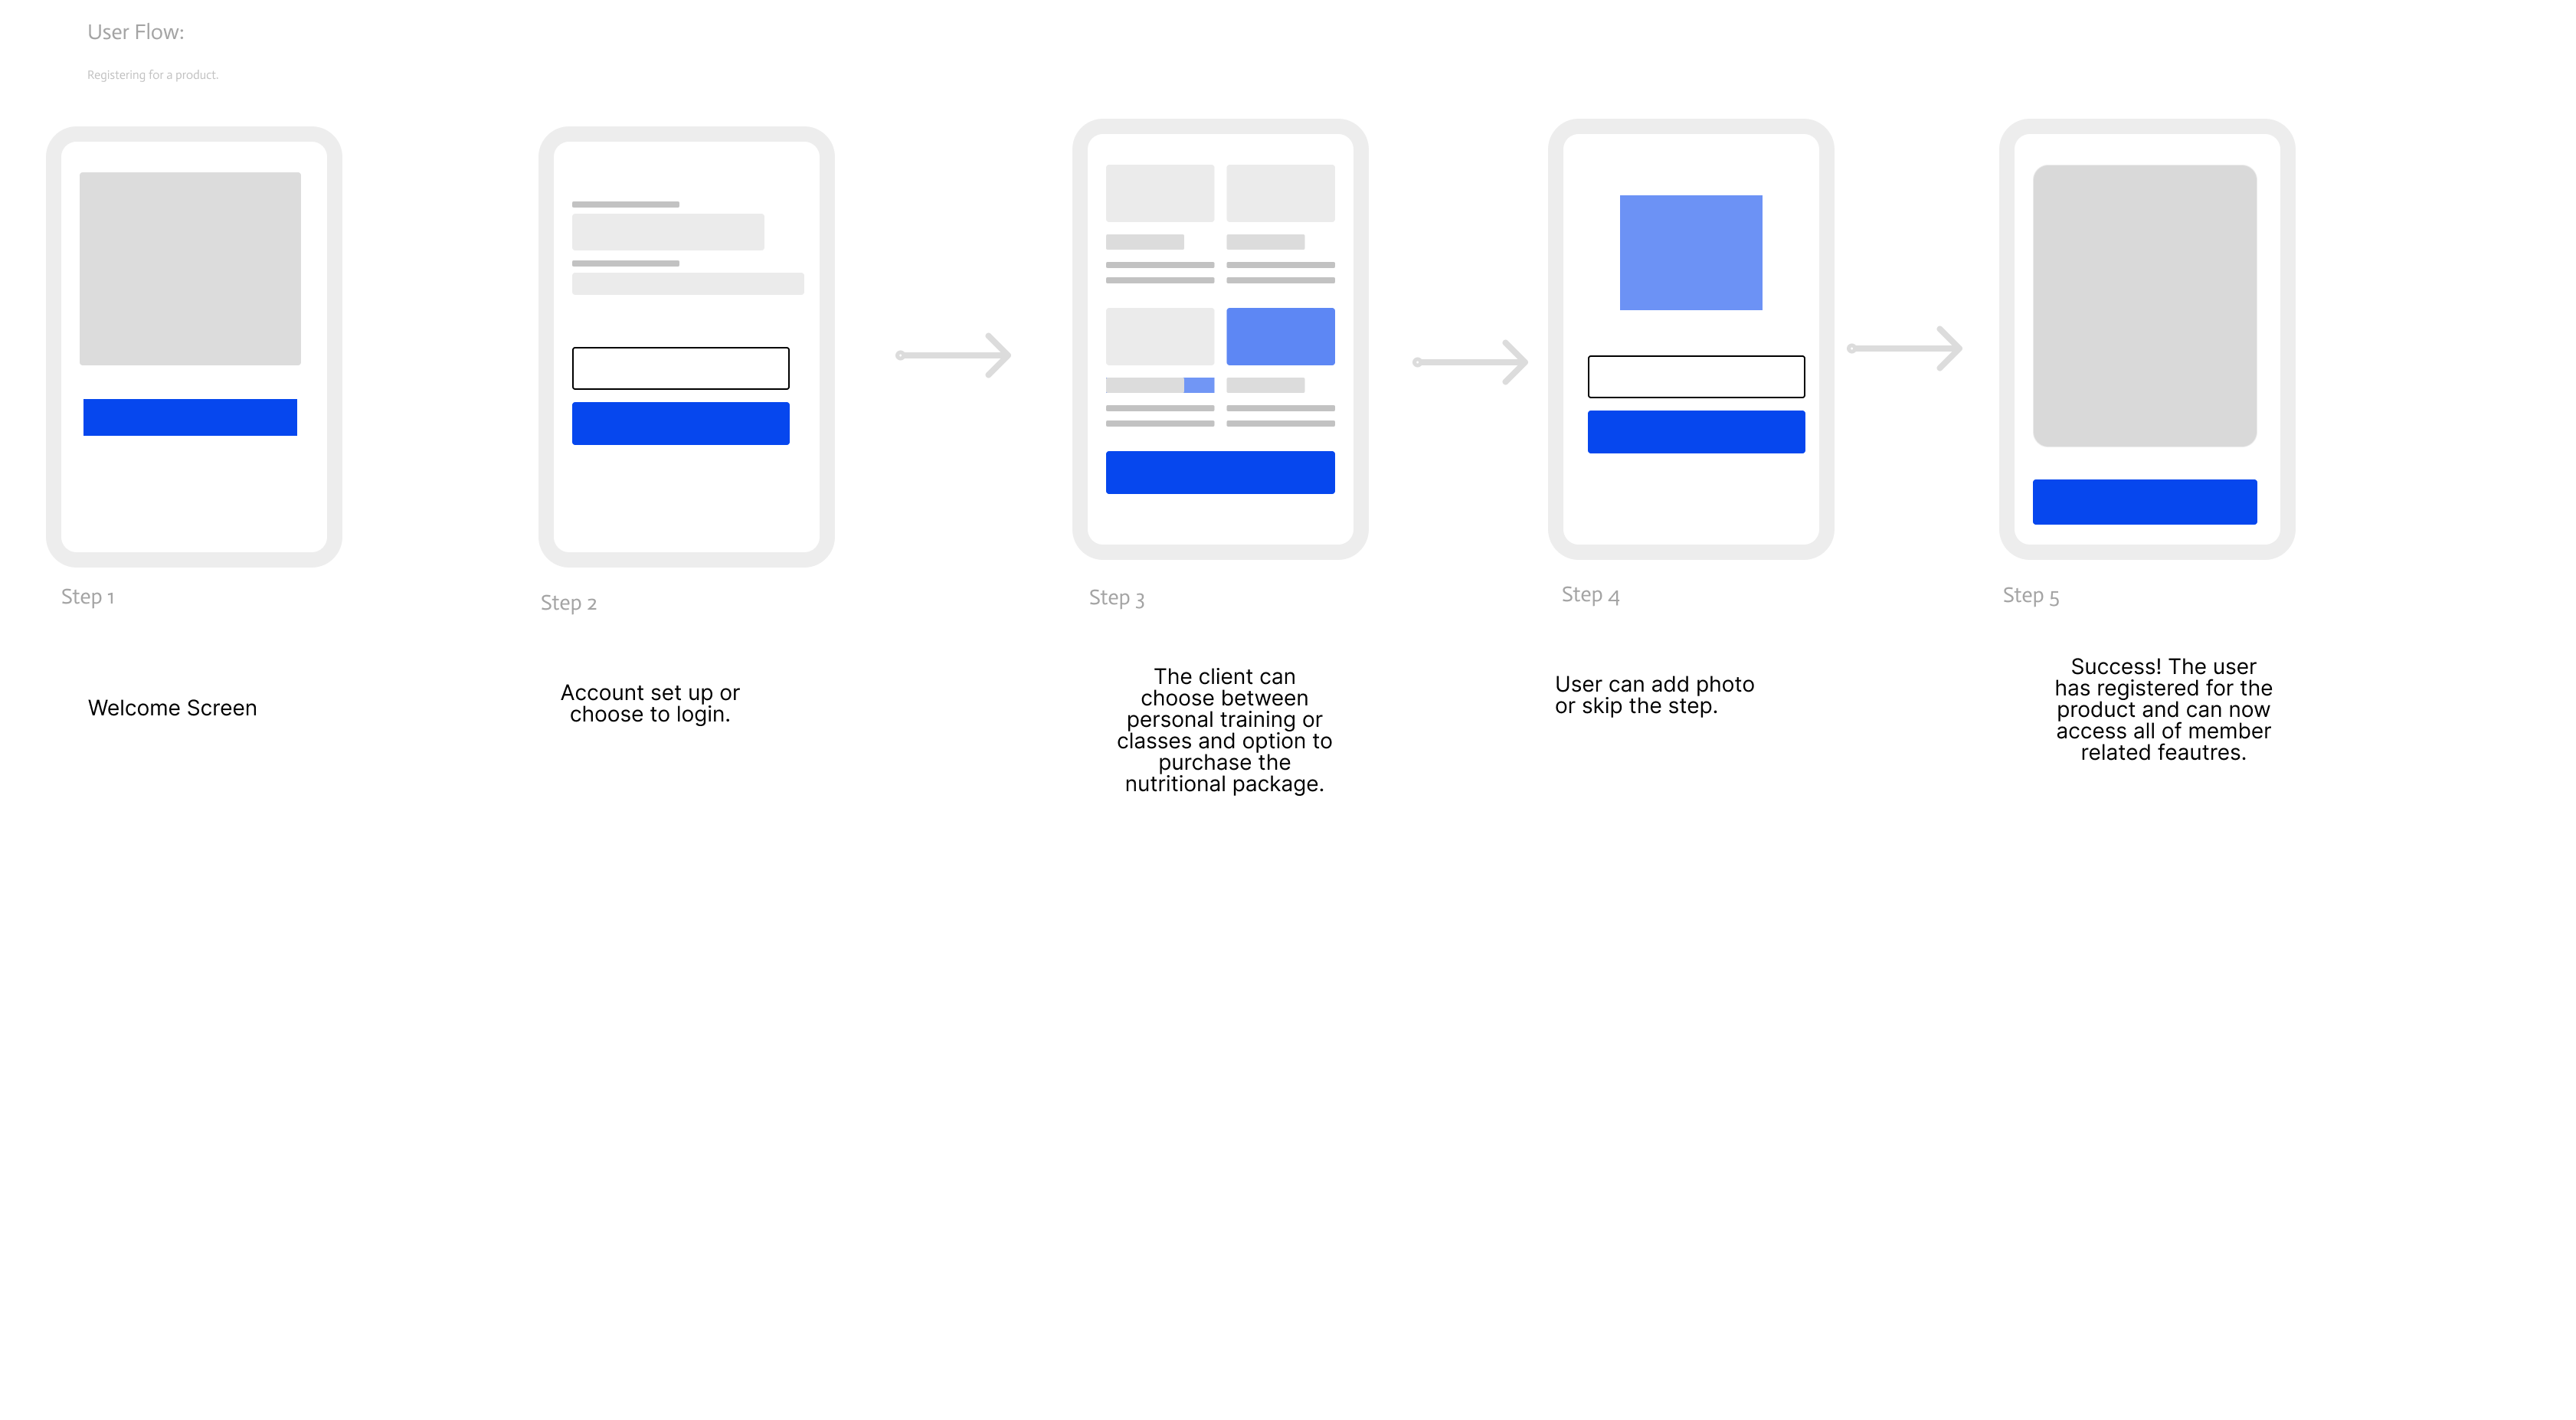 User Flow:
Registering for a product.
Step 1
Step 2
Step 3
Step 4
Step 5
Welcome Screen
Account set up or
choose to login.
The client can
choose between
personal training or
classes and option to
purchase the
nutritional package.
User can add photo
or skip the step.
Success! The user
has registered for the
product and can now
access all of member
related feautres.